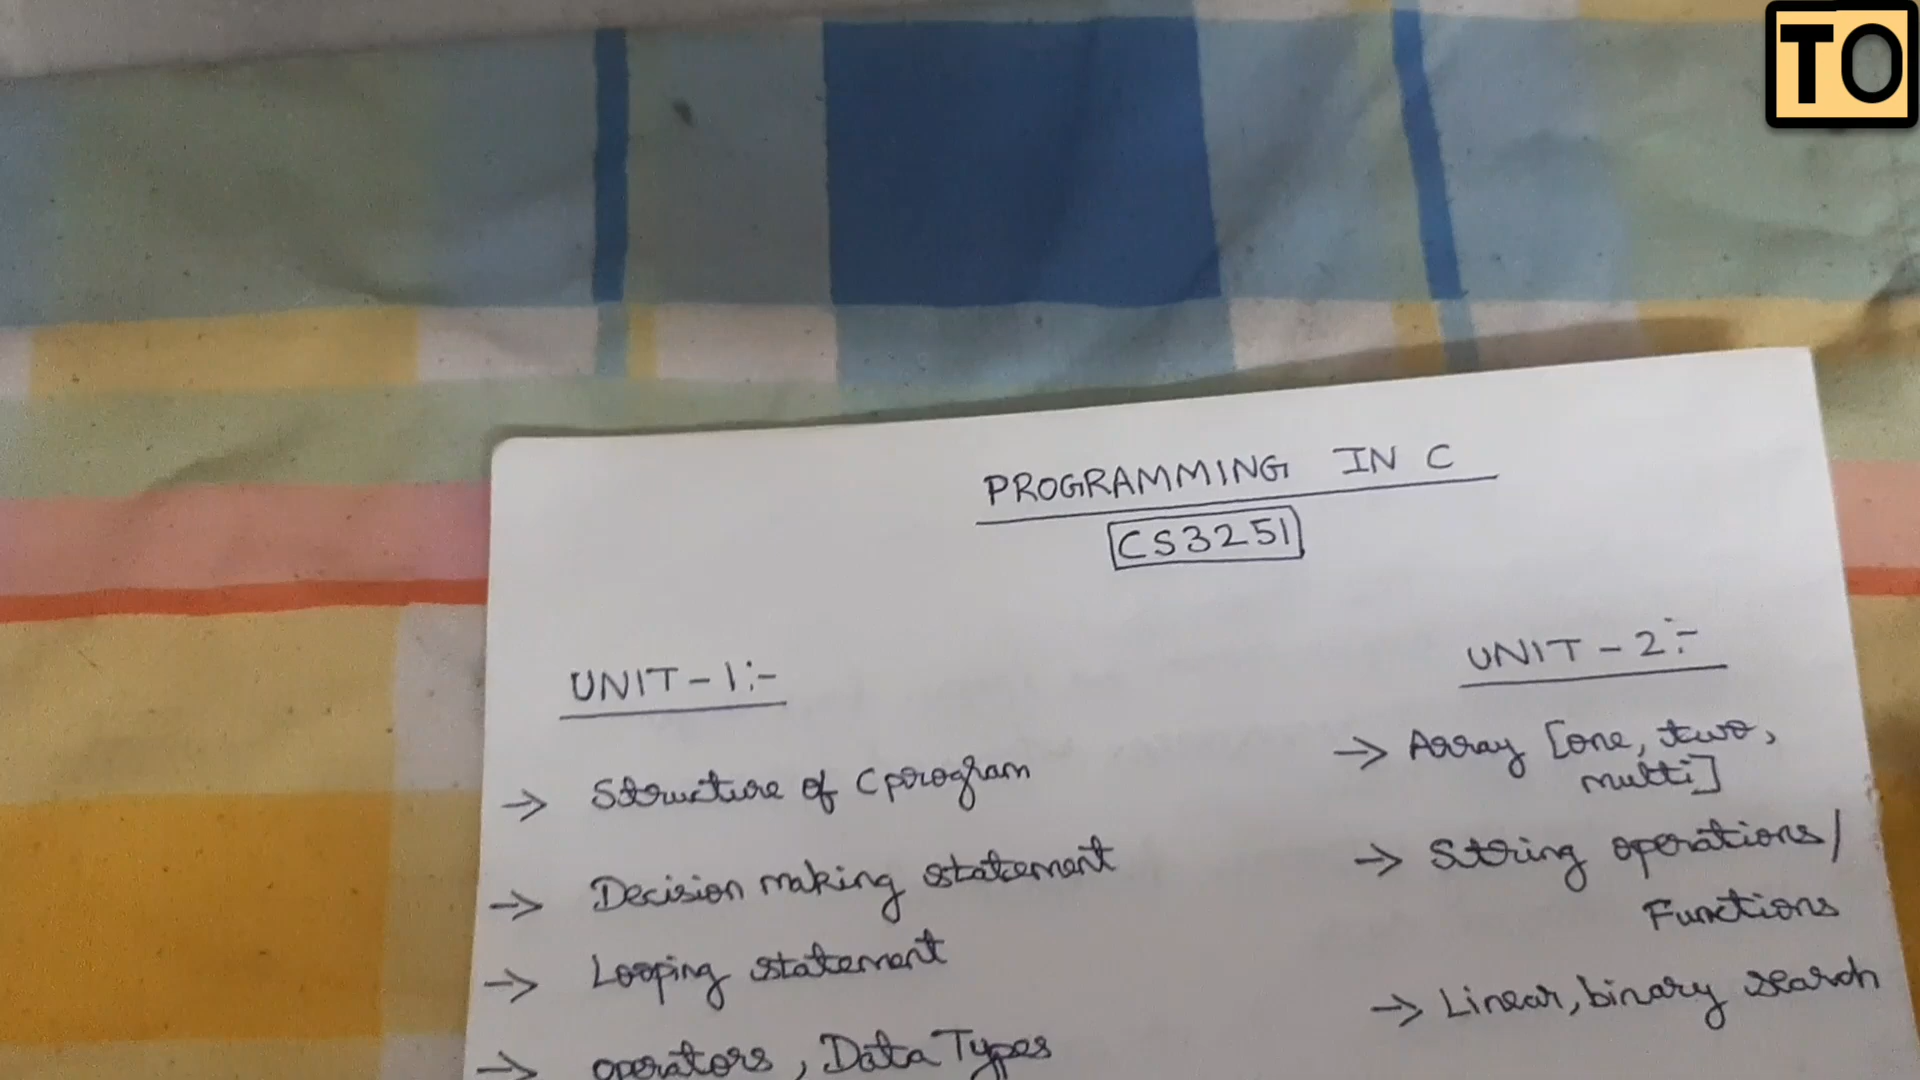 TO
PROGRAMMING IN C
CS3251
UNIT-1:-
→ Structure of C program
→ Decision making statement
→ Looping statement
→ operators, Data Types
UNIT-2:-
→ Array [one, two,
multi]
→ String operations/
Functions
→ Linear, binary search